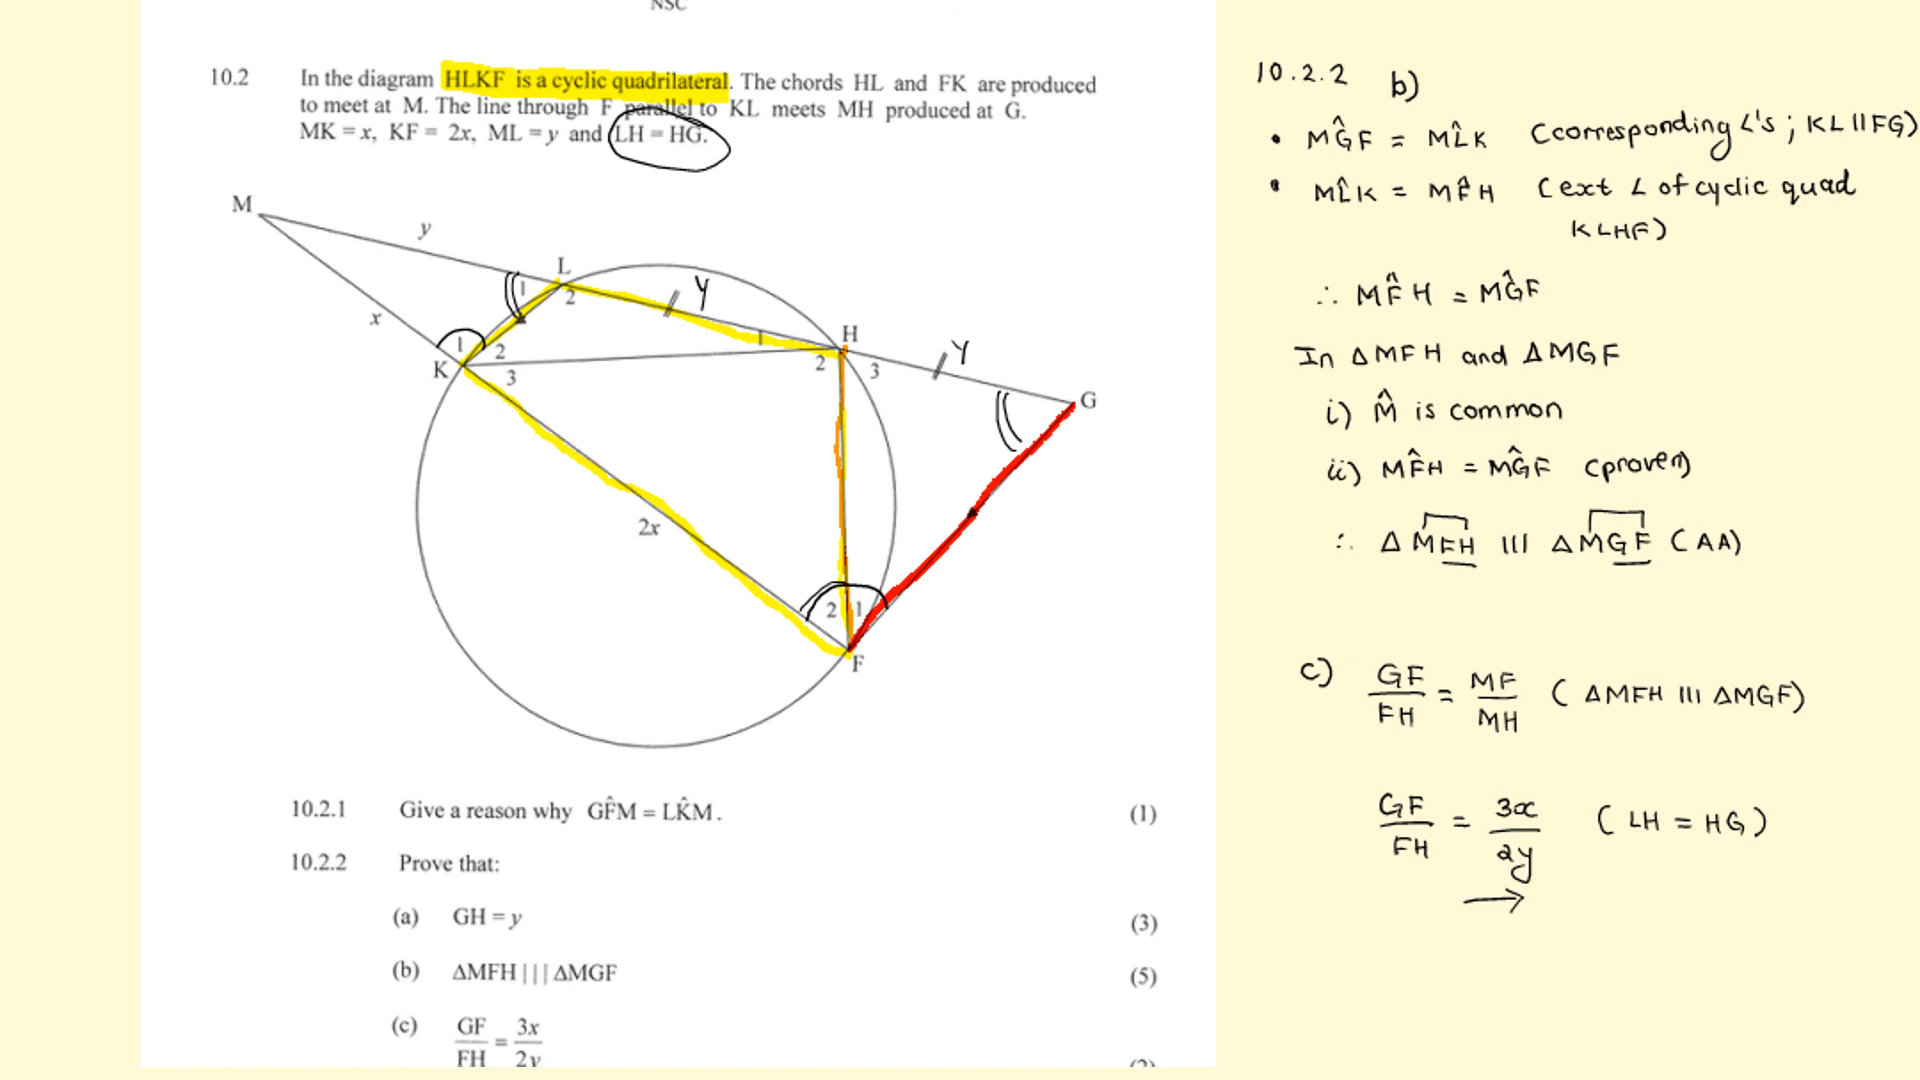 NSC
10.2 In the diagram HLKF is a cyclic quadrilateral. The chords HL and FK are produced
to meet at M. The line through F parallel to KL meets MH produced at G.
MK = x, KF = 2x, ML = y and LH = HG.
M
y
L
1
2
y
x
K
1
2
3
1
H
2
3
y
G
2x
2
1
F
10.2.1 Give a reason why GF̂M = LK̂M. (1)
10.2.2 Prove that:
(a) GH = y (3)
(b) ΔMFH ||| ΔMGF (5)
(c) GF/FH = 3x/2y
10.2.2 b)
• MĜF = ML̂K (corresponding ∠'s ; KL || FG)
• ML̂K = MF̂H (ext ∠ of cyclic quad
KLHF)
∴ MF̂H = MĜF
In ΔMFH and ΔMGF
i) M̂ is common
ii) MF̂H = MĜF (proven)
∴ ΔMFH ||| ΔMGF (AA)
c) GF/FH = MF/MH (ΔMFH ||| ΔMGF)
GF/FH = 3x/2y (LH = HG)